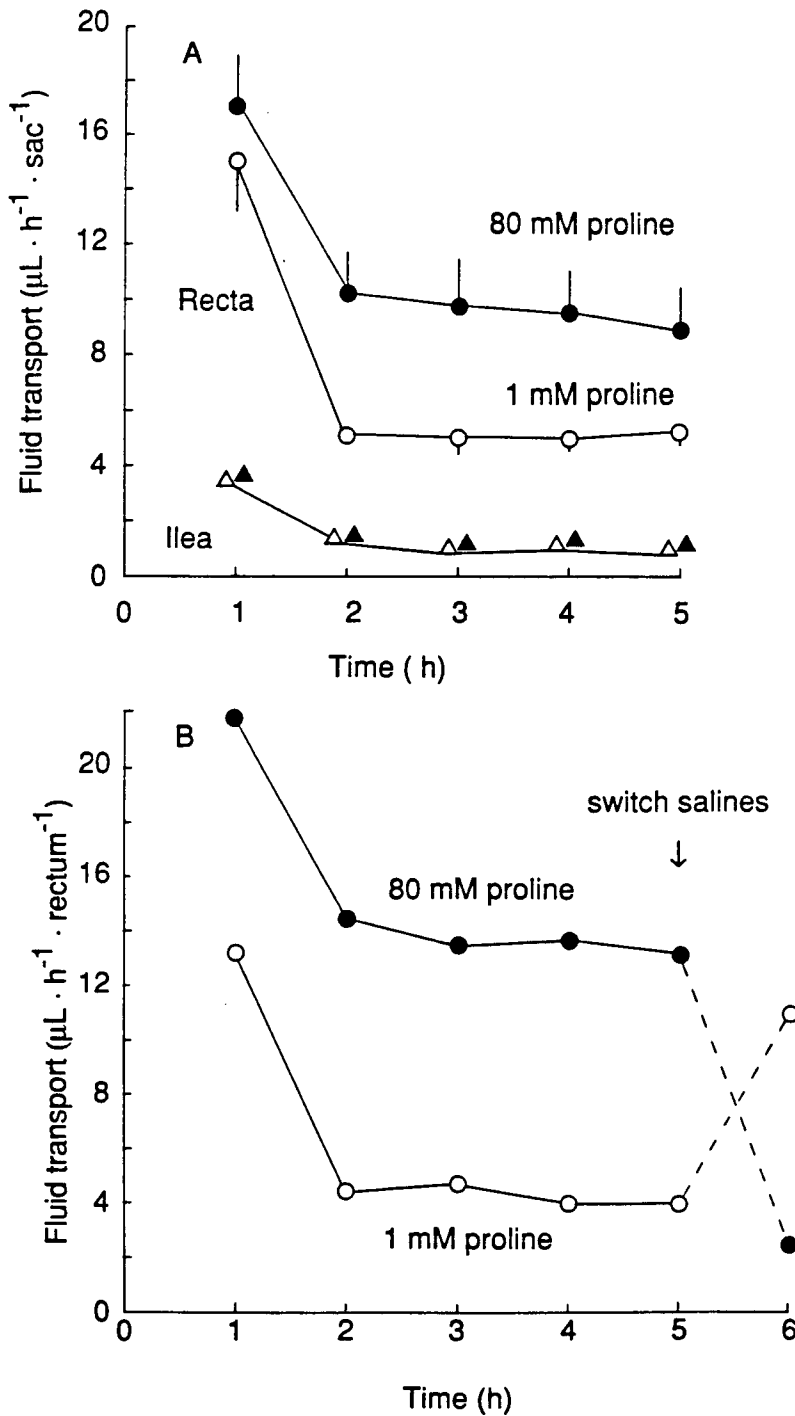 A
Fluid transport (µL · h⁻¹ · sac⁻¹)
20
16
12
8
4
0
80 mM proline
Recta
1 mM proline
Ilea
0 1 2 3 4 5
Time ( h)
B
Fluid transport (µL · h⁻¹ · rectum⁻¹)
20
16
12
8
4
0
switch salines
80 mM proline
1 mM proline
0 1 2 3 4 5 6
Time (h)